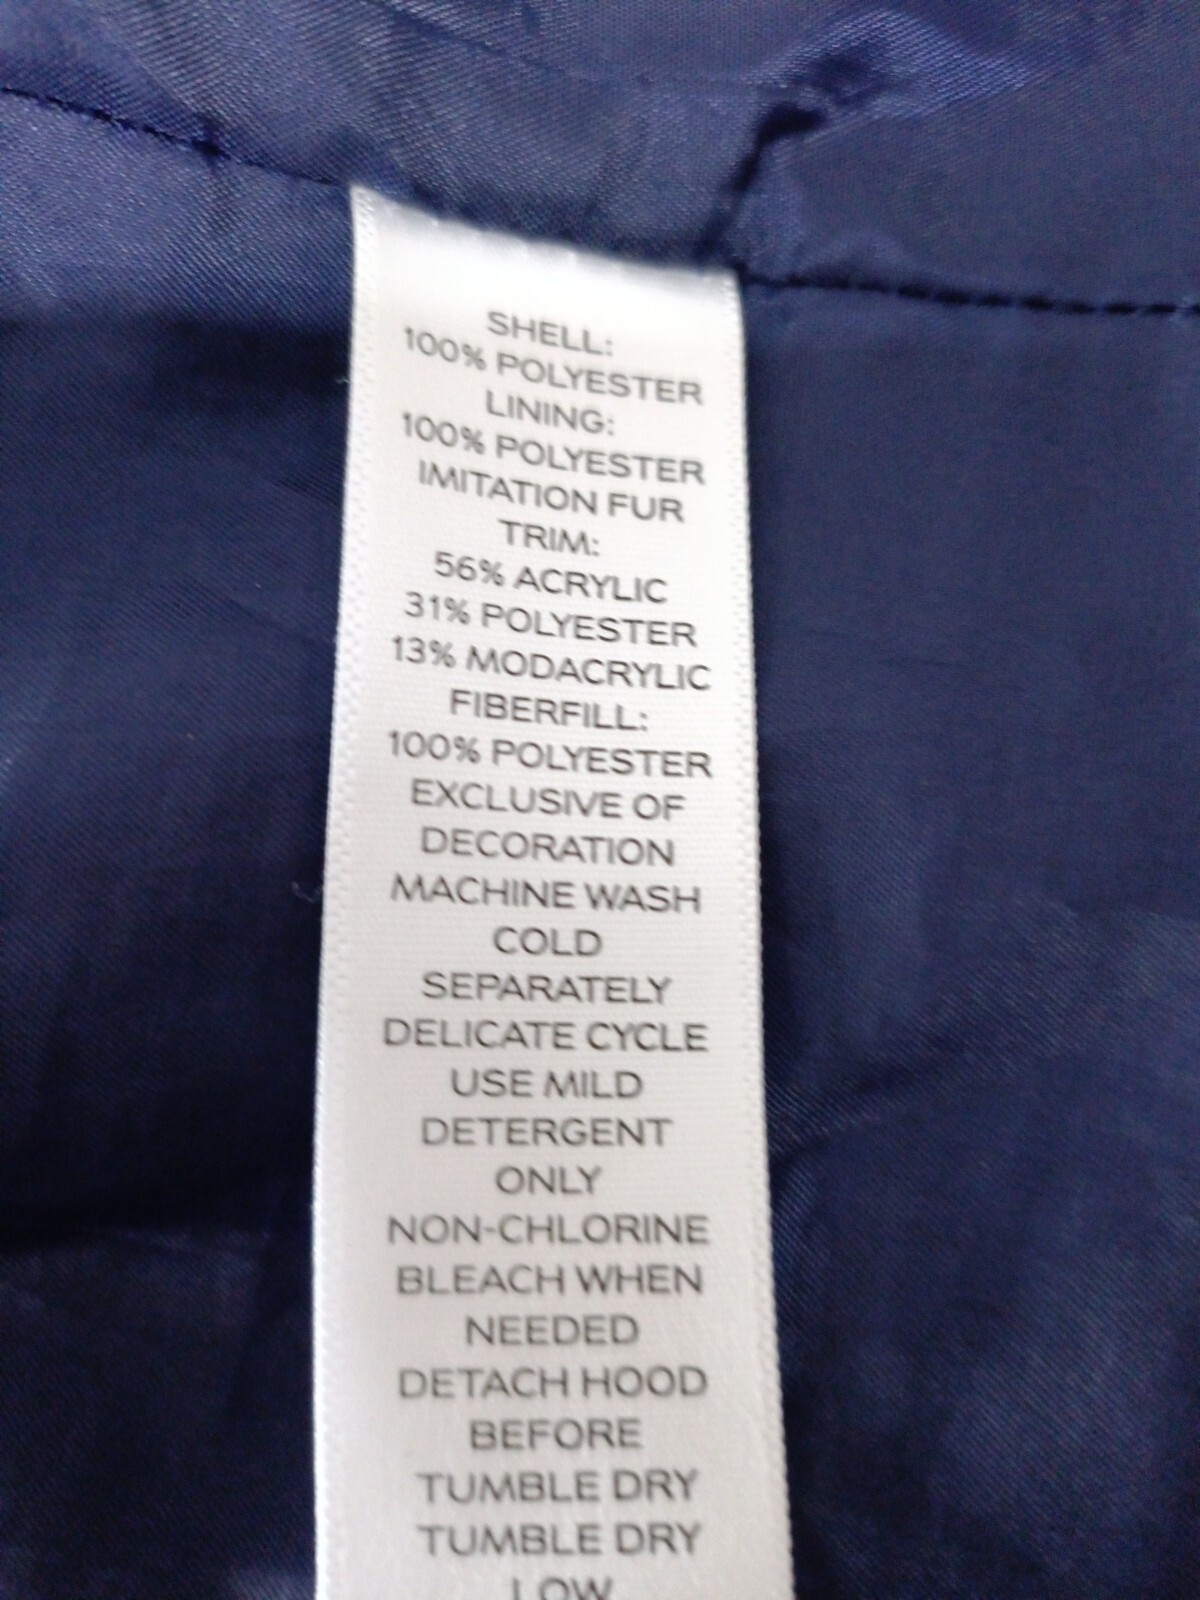 SHELL:
100% POLYESTER
LINING:
100% POLYESTER
IMITATION FUR
TRIM:
56% ACRYLIC
31% POLYESTER
13% MODACRYLIC
FIBERFILL:
100% POLYESTER
EXCLUSIVE OF
DECORATION
MACHINE WASH
COLD
SEPARATELY
DELICATE CYCLE
USE MILD
DETERGENT
ONLY
NON-CHLORINE
BLEACH WHEN
NEEDED
DETACH HOOD
BEFORE
TUMBLE DRY
TUMBLE DRY
LOW